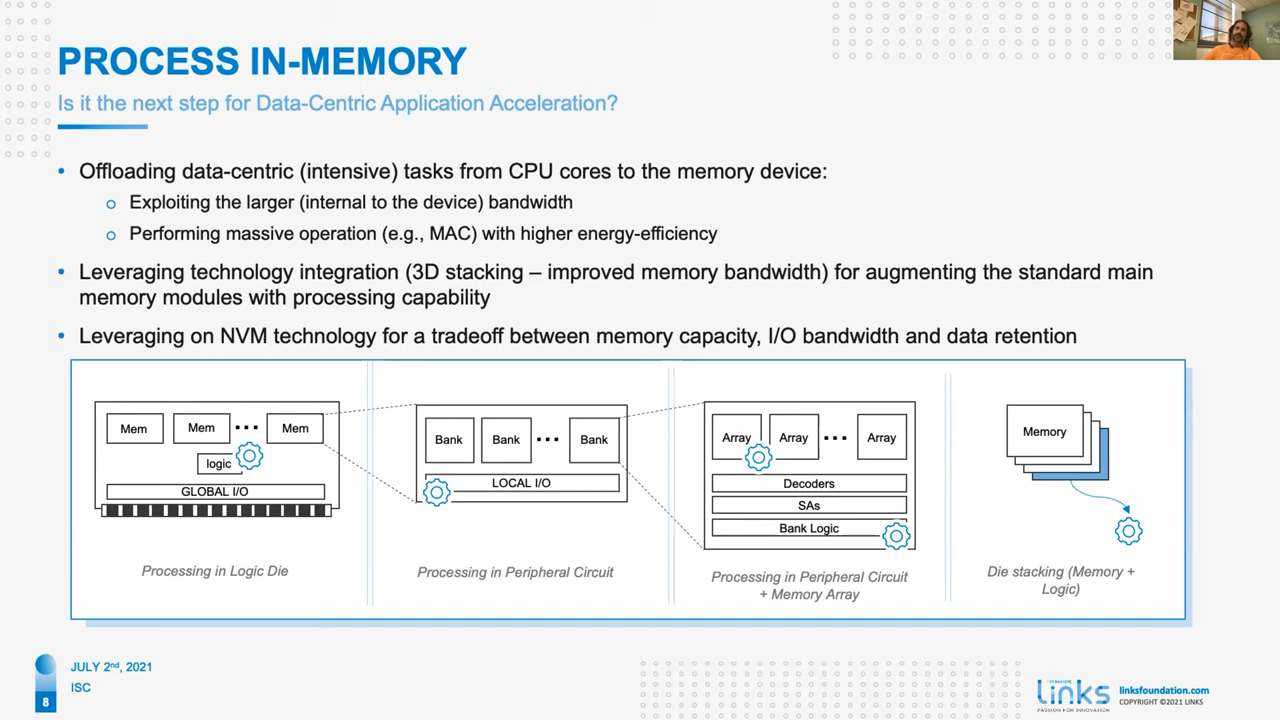 PROCESS IN-MEMORY
Is it the next step for Data-Centric Application Acceleration?
• Offloading data-centric (intensive) tasks from CPU cores to the memory device:
o Exploiting the larger (internal to the device) bandwidth
o Performing massive operation (e.g., MAC) with higher energy-efficiency
• Leveraging technology integration (3D stacking – improved memory bandwidth) for augmenting the standard main
memory modules with processing capability
• Leveraging on NVM technology for a tradeoff between memory capacity, I/O bandwidth and data retention
Mem Mem ••• Mem
logic
GLOBAL I/O
Processing in Logic Die
Bank Bank ••• Bank
LOCAL I/O
Processing in Peripheral Circuit
Array Array ••• Array
Decoders
SAs
Bank Logic
Processing in Peripheral Circuit
+ Memory Array
Memory
Die stacking (Memory +
Logic)
JULY 2nd, 2021
ISC
8
links
PASSION FOR INNOVATION
linksfoundation.com
COPYRIGHT ©2021 LINKS